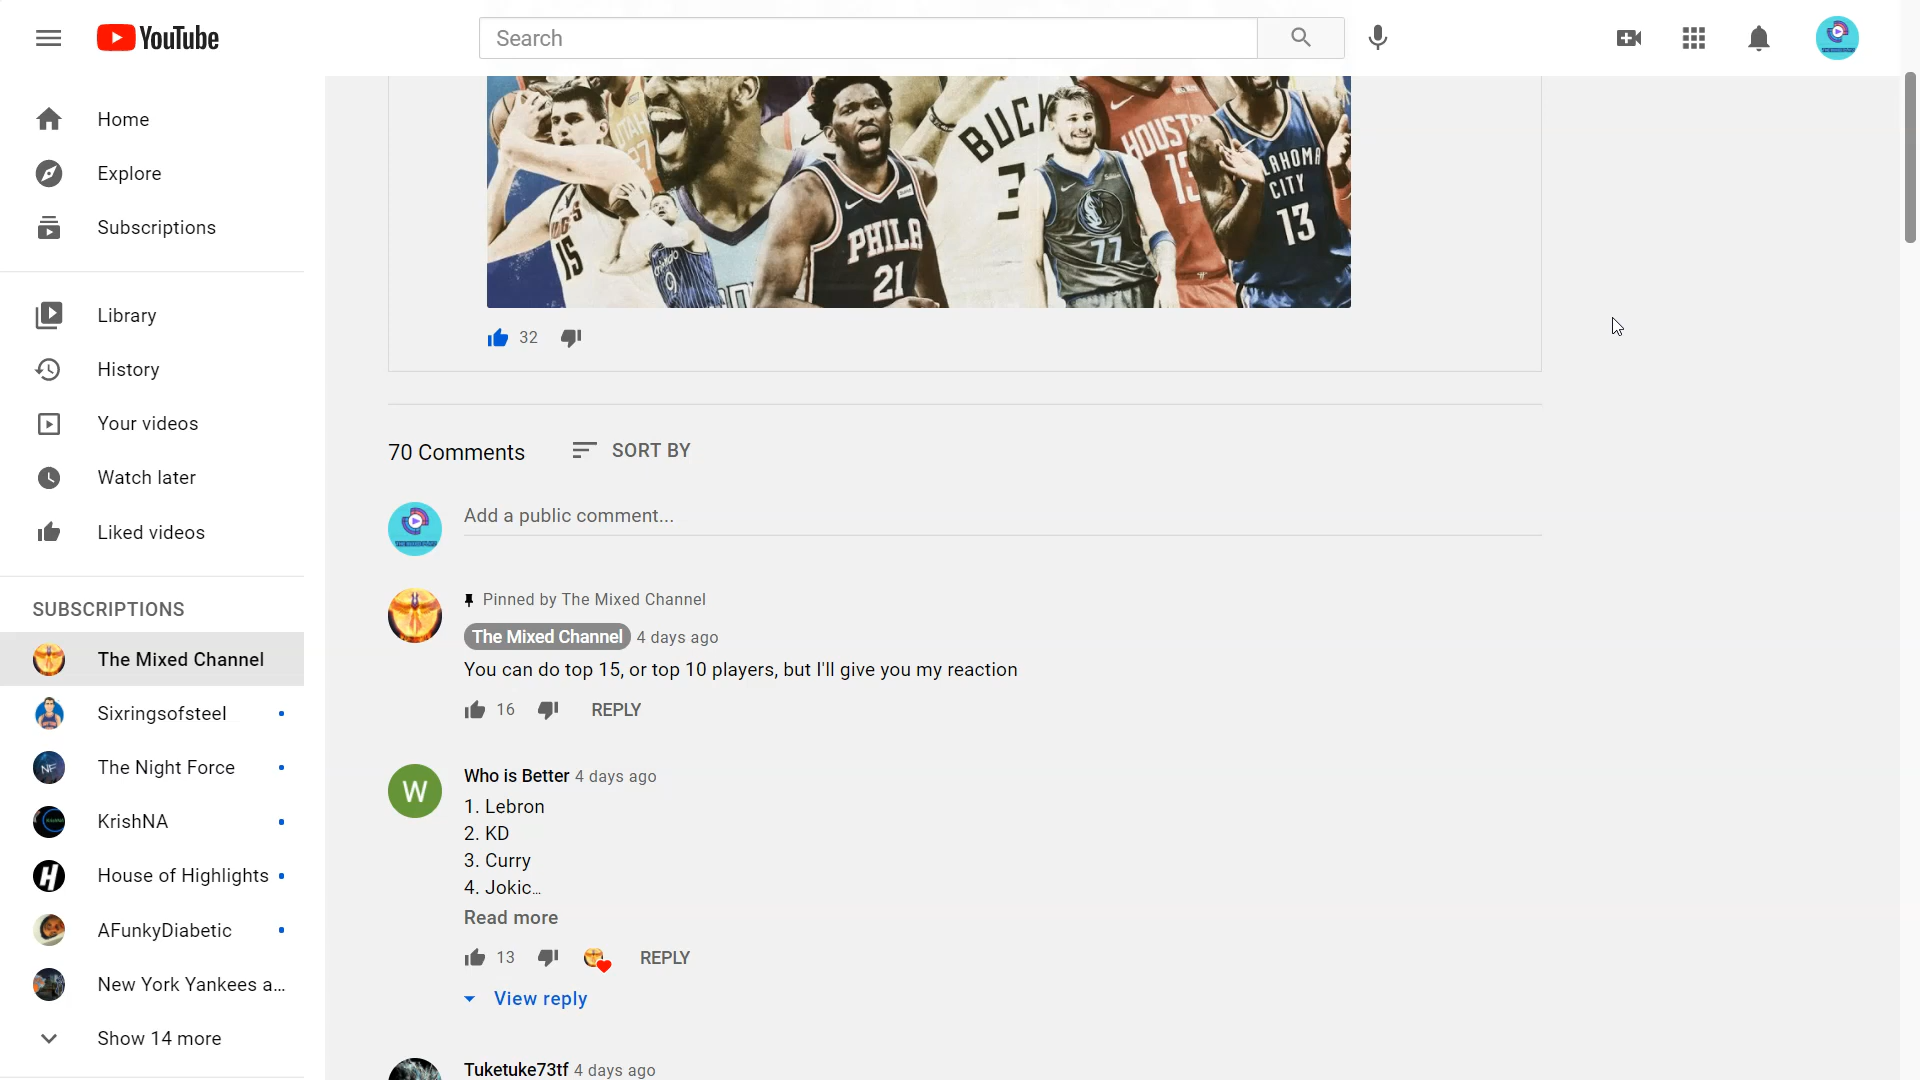 YouTube
Search
Home
Explore
Subscriptions
Library
History
Your videos
Watch later
Liked videos
SUBSCRIPTIONS
The Mixed Channel
Sixringsofsteel
The Night Force
KrishNA
House of Highlights
AFunkyDiabetic
New York Yankees a...
Show 14 more
BUCK
3
HOUSTO
13
UTAH
27
LAHOMA
CITY
13
PHILA
21
77
15
9
32
70 Comments
SORT BY
Add a public comment...
Pinned by The Mixed Channel
The Mixed Channel 4 days ago
You can do top 15, or top 10 players, but I'll give you my reaction
16 REPLY
W
Who is Better 4 days ago
1. Lebron
2. KD
3. Curry
4. Jokic...
Read more
13 REPLY
View reply
Tuketuke73tf 4 days ago